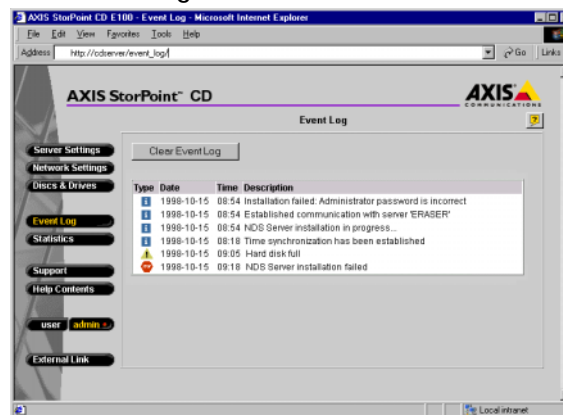 AXIS StorPoint CD E100 - Event Log - Microsoft Internet Explorer
File Edit View Favorites Tools Help
Address http://cdserver/event_log/ Go Links
AXIS StorPoint™ CD
AXIS
COMMUNICATIONS
Event Log
?
Clear Event Log
Server Settings
Network Settings
Discs & Drives
Event Log
Statistics
Support
Help Contents
user admin
External Link
Type Date Time Description
i 1998-10-15 08:54 Installation failed: Administrator password is incorrect
i 1998-10-15 08:54 Established communication with server 'ERASER'
i 1998-10-15 08:54 NDS Server installation in progress...
i 1998-10-15 08:18 Time synchronization has been established
! 1998-10-15 09:05 Hard disk full
1998-10-15 09:18 NDS Server installation failed
Local intranet